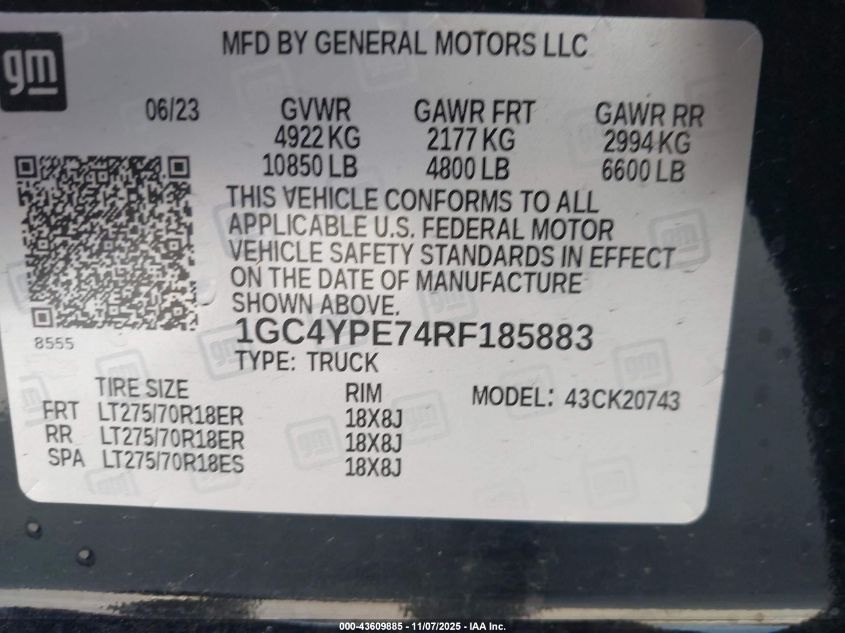 gm
MFD BY GENERAL MOTORS LLC
06/23 GVWR GAWR FRT GAWR RR
4922 KG 2177 KG 2994 KG
10850 LB 4800 LB 6600 LB
THIS VEHICLE CONFORMS TO ALL
APPLICABLE U.S. FEDERAL MOTOR
VEHICLE SAFETY STANDARDS IN EFFECT
ON THE DATE OF MANUFACTURE
SHOWN ABOVE.
8555
1GC4YPE74RF185883
TYPE: TRUCK
TIRE SIZE RIM MODEL: 43CK20743
FRT LT275/70R18ER 18X8J
RR LT275/70R18ER 18X8J
SPA LT275/70R18ES 18X8J
000-43609885 - 11/07/2025 - IAA Inc.